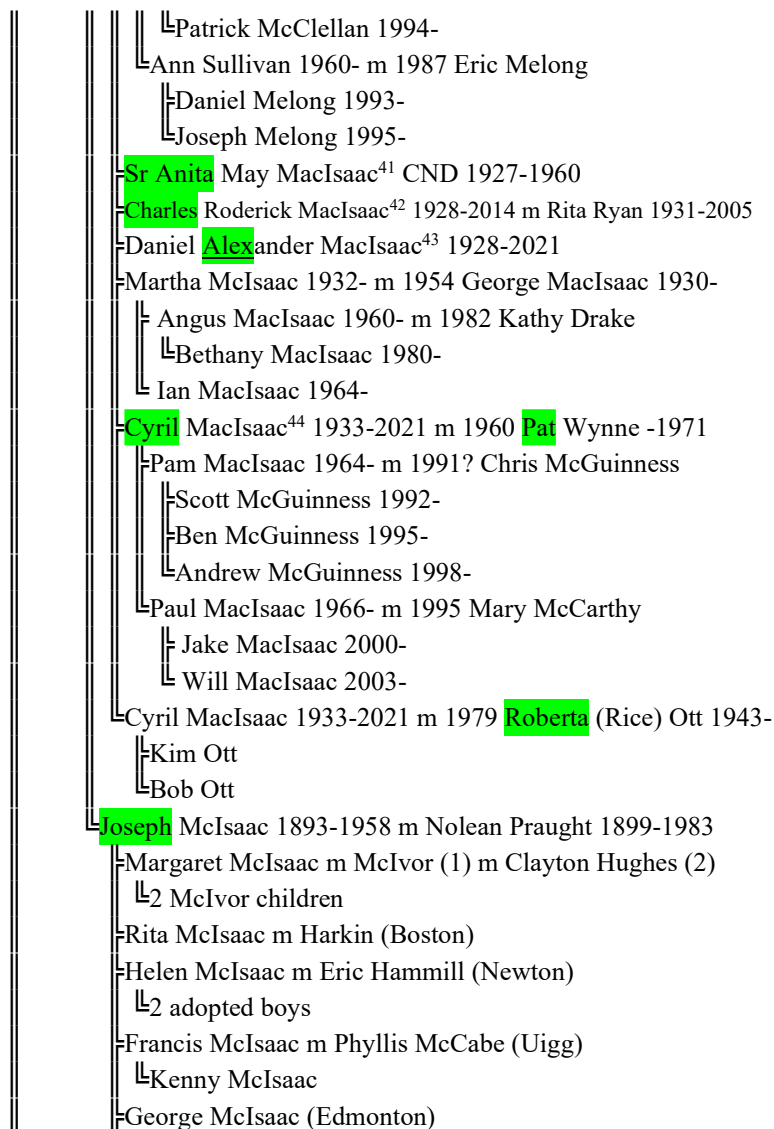 Patrick McClellan 1994-
Ann Sullivan 1960- m 1987 Eric Melong
Daniel Melong 1993-
Joseph Melong 1995-
Sr Anita May MacIsaac⁴¹ CND 1927-1960
Charles Roderick MacIsaac⁴² 1928-2014 m Rita Ryan 1931-2005
Daniel Alexander MacIsaac⁴³ 1928-2021
Martha McIsaac 1932- m 1954 George MacIsaac 1930-
Angus MacIsaac 1960- m 1982 Kathy Drake
Bethany MacIsaac 1980-
Ian MacIsaac 1964-
Cyril MacIsaac⁴⁴ 1933-2021 m 1960 Pat Wynne -1971
Pam MacIsaac 1964- m 1991? Chris McGuinness
Scott McGuinness 1992-
Ben McGuinness 1995-
Andrew McGuinness 1998-
Paul MacIsaac 1966- m 1995 Mary McCarthy
Jake MacIsaac 2000-
Will MacIsaac 2003-
Cyril MacIsaac 1933-2021 m 1979 Roberta (Rice) Ott 1943-
Kim Ott
Bob Ott
Joseph McIsaac 1893-1958 m Nolean Praught 1899-1983
Margaret McIsaac m McIvor (1) m Clayton Hughes (2)
2 McIvor children
Rita McIsaac m Harkin (Boston)
Helen McIsaac m Eric Hammill (Newton)
2 adopted boys
Francis McIsaac m Phyllis McCabe (Uigg)
Kenny McIsaac
George McIsaac (Edmonton)